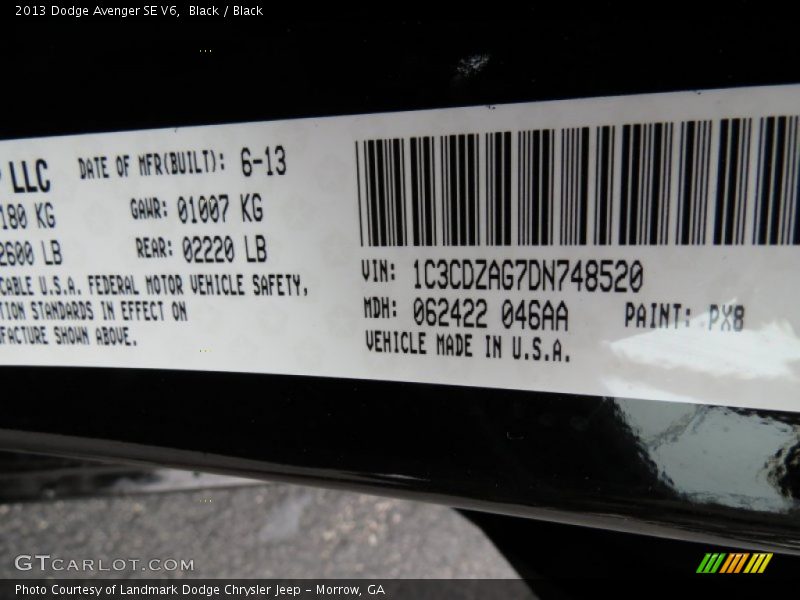 2013 Dodge Avenger SE V6, Black / Black
LLC
DATE OF MFR(BUILT): 6-13
180 KG
GAWR: 01007 KG
2600 LB
REAR: 02220 LB
CABLE U.S.A. FEDERAL MOTOR VEHICLE SAFETY,
TION STANDARDS IN EFFECT ON
FACTURE SHOWN ABOVE.
VIN: 1C3CDZAG7DN748520
MDH: 062422 046AA
PAINT: PX8
VEHICLE MADE IN U.S.A.
GTCARLOT.COM
Photo Courtesy of Landmark Dodge Chrysler Jeep - Morrow, GA